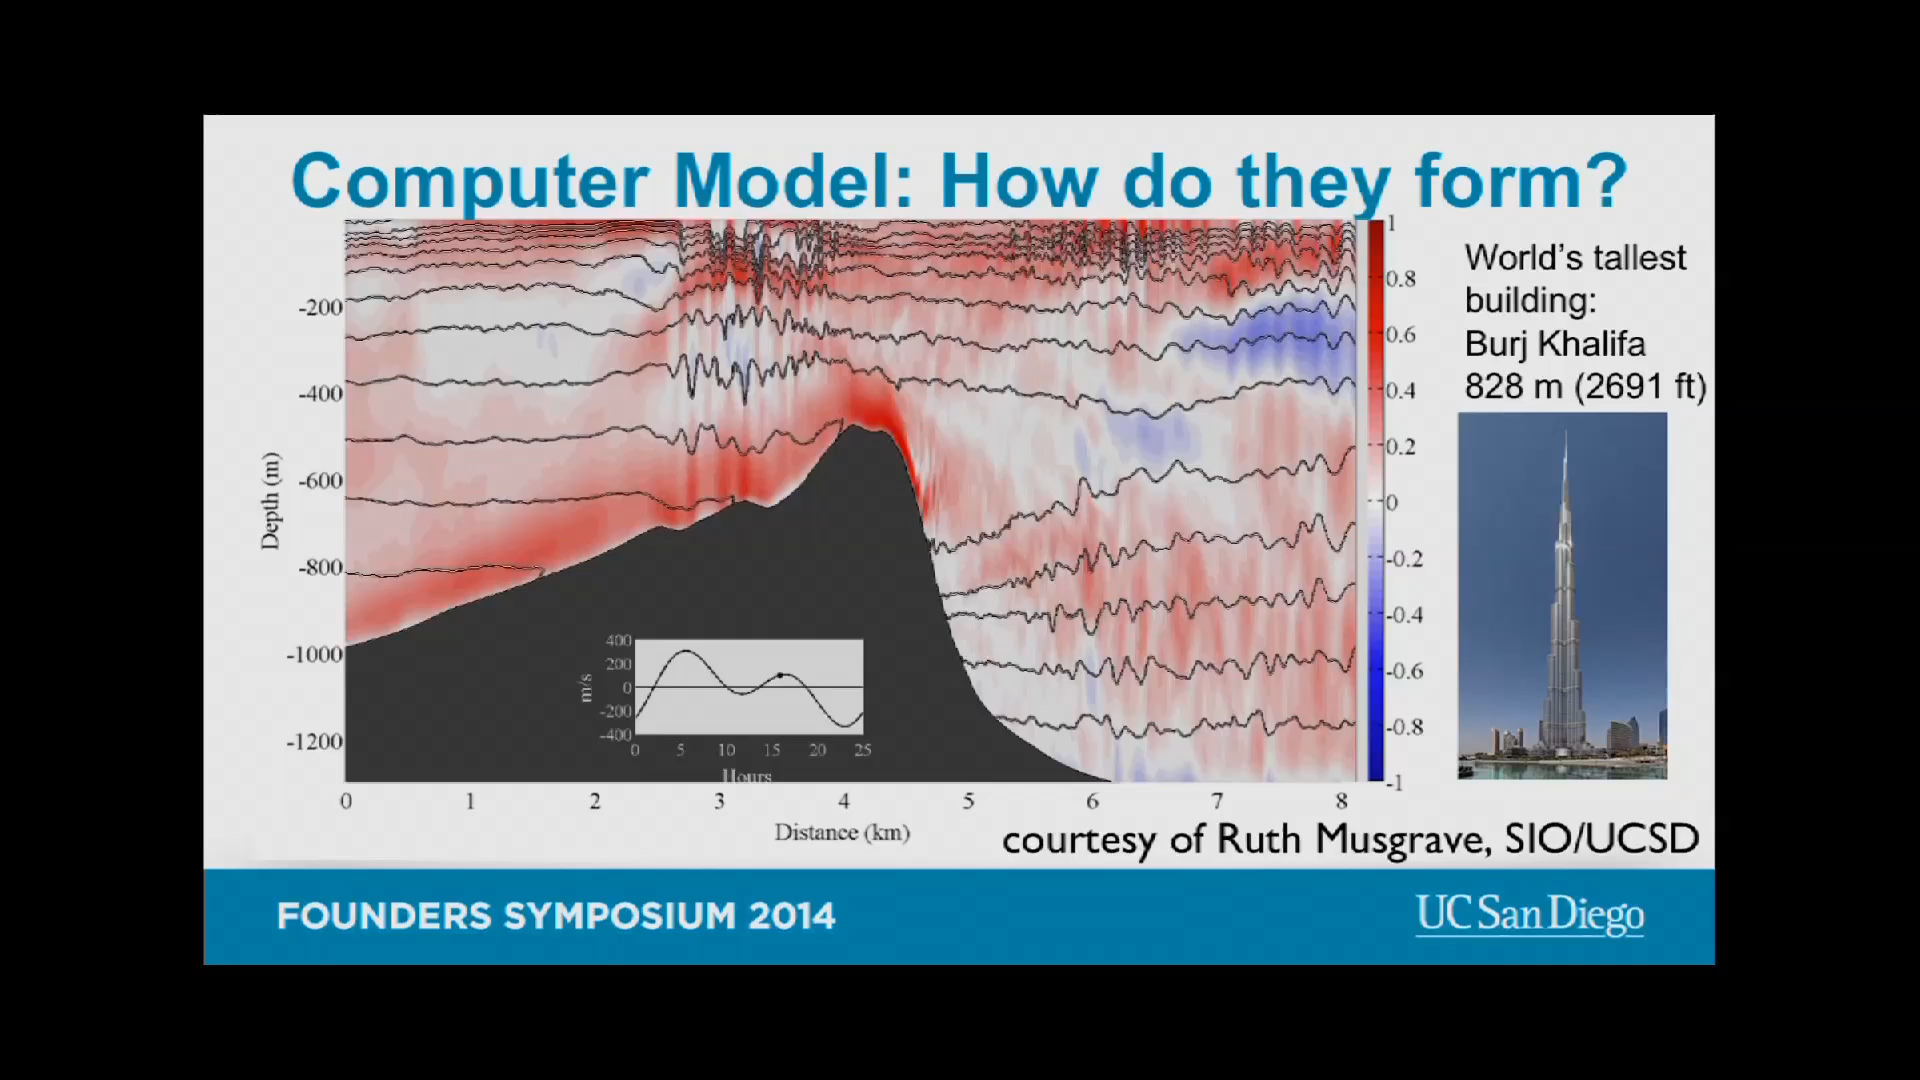 Computer Model: How do they form?
World's tallest
building:
Burj Khalifa
828 m (2691 ft)
1
0.8
0.6
0.4
0.2
0
-0.2
-0.4
-0.6
-0.8
-1
Depth (m)
-200
-400
-600
-800
-1000
-1200
m/s
400
200
0
-200
-400
0 5 10 15 20 25
Hours
0 1 2 3 4 5 6 7 8
Distance (km)
courtesy of Ruth Musgrave, SIO/UCSD
FOUNDERS SYMPOSIUM 2014
UC San Diego